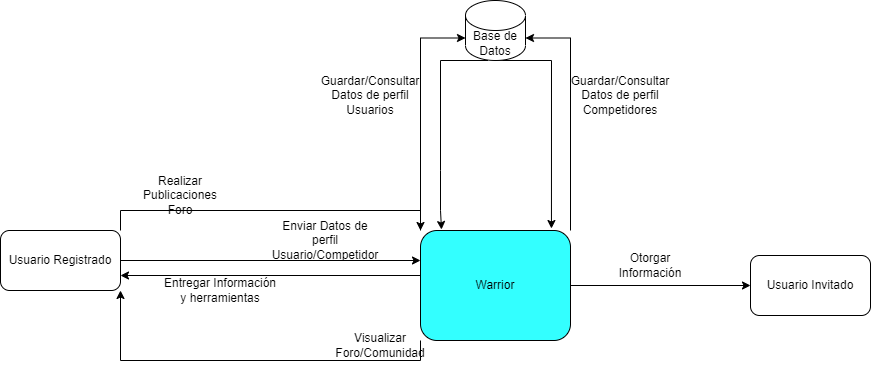 Base de
Datos
Guardar/Consultar
Datos de perfil
Usuarios
Guardar/Consultar
Datos de perfil
Competidores
Realizar
Publicaciones
Foro
Enviar Datos de
perfil
Usuario/Competidor
Usuario Registrado
Entregar Información
y herramientas
Warrior
Otorgar
Información
Usuario Invitado
Visualizar
Foro/Comunidad